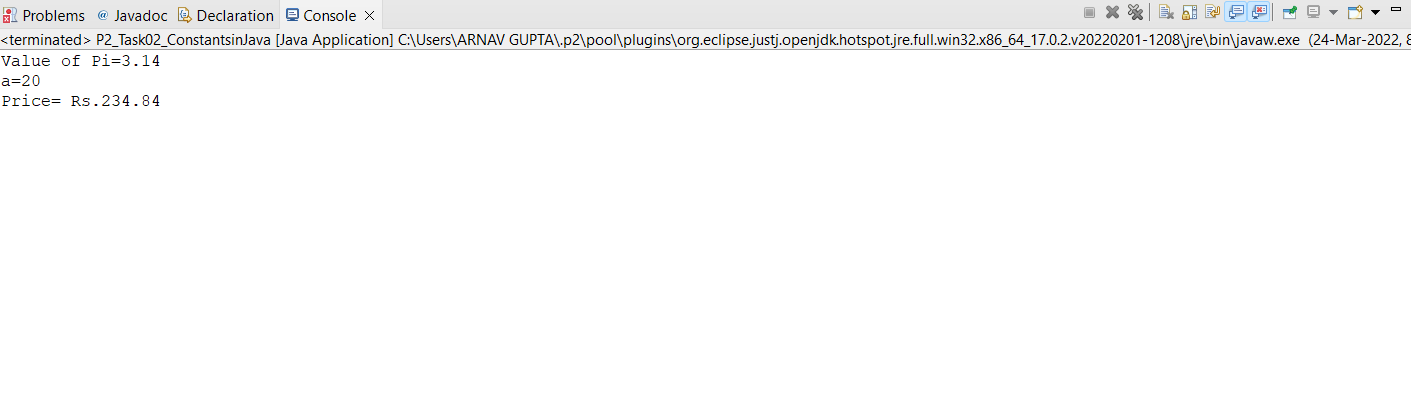 Problems @ Javadoc Declaration Console
<terminated> P2_Task02_ConstantsinJava [Java Application] C:\Users\ARNAV GUPTA\.p2\pool\plugins\org.eclipse.justj.openjdk.hotspot.jre.full.win32.x86_64_17.0.2.v20220201-1208\jre\bin\javaw.exe (24-Mar-2022, 8
Value of Pi=3.14
a=20
Price= Rs.234.84